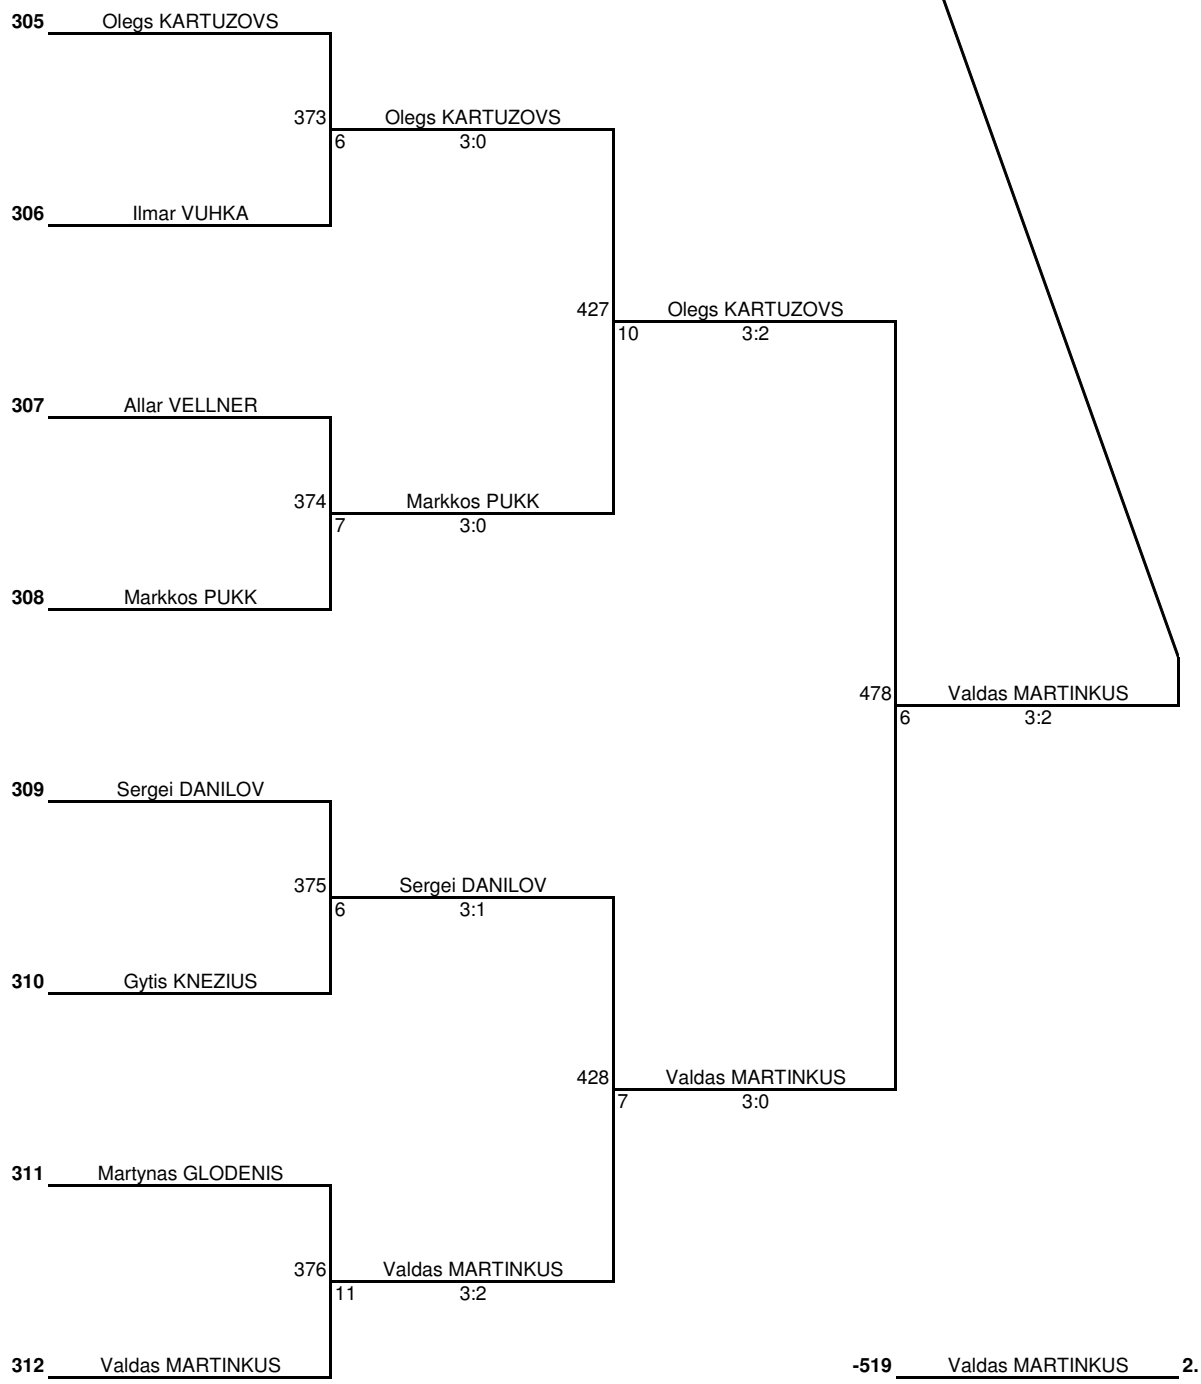 305 Olegs KARTUZOVS
373 Olegs KARTUZOVS
6 3:0
306 Ilmar VUHKA
427 Olegs KARTUZOVS
10 3:2
307 Allar VELLNER
374 Markkos PUKK
7 3:0
308 Markkos PUKK
478 Valdas MARTINKUS
6 3:2
309 Sergei DANILOV
375 Sergei DANILOV
6 3:1
310 Gytis KNEZIUS
428 Valdas MARTINKUS
7 3:0
311 Martynas GLODENIS
376 Valdas MARTINKUS
11 3:2
312 Valdas MARTINKUS
-519 Valdas MARTINKUS 2.